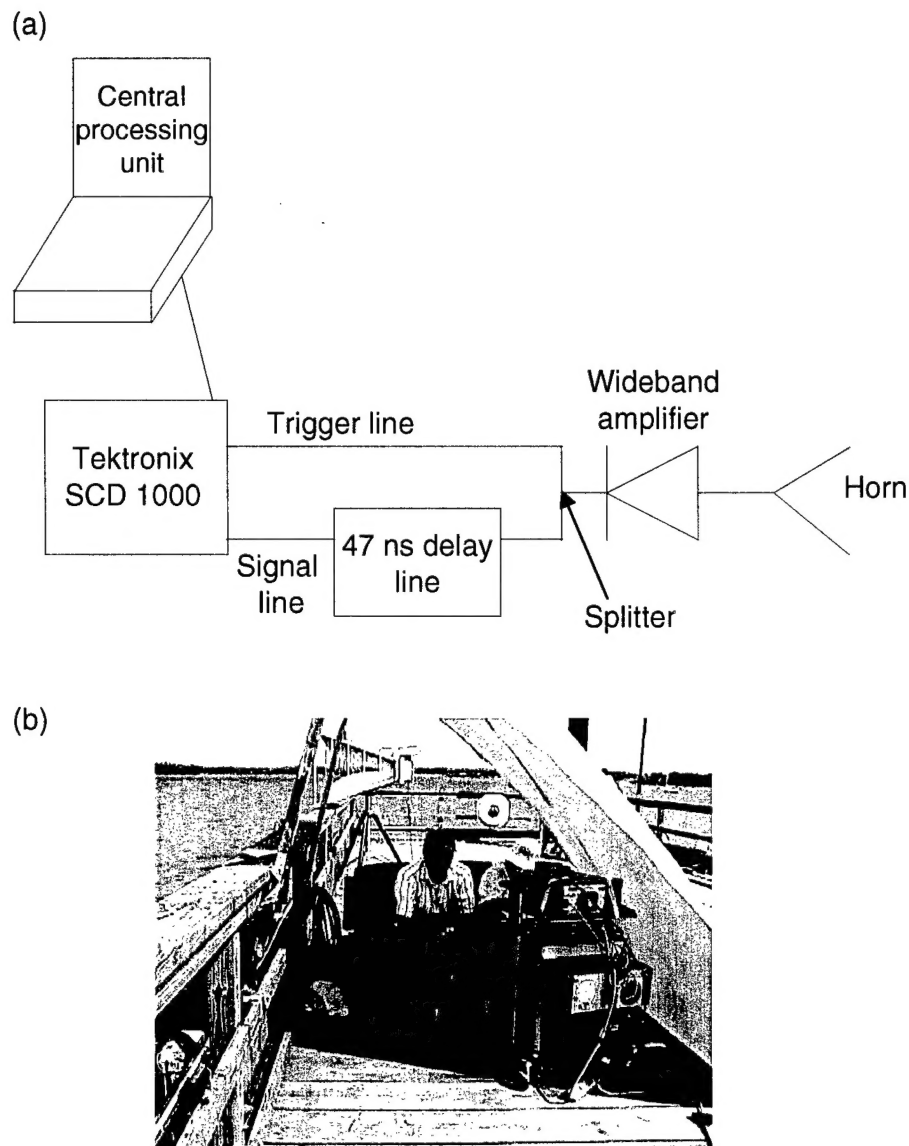 (a)
Central
processing
unit
Wideband
amplifier
Trigger line
Tektronix
SCD 1000
Horn
47 ns delay
line
Signal
line
Splitter
(b)